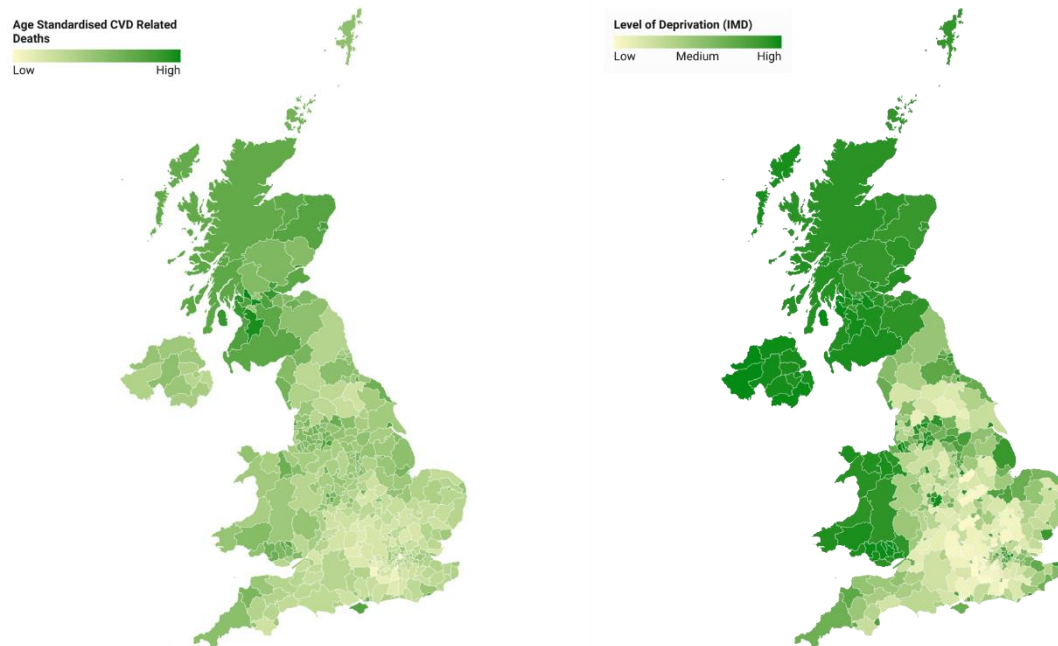 Age Standardised CVD Related
Deaths
Low High
Level of Deprivation (IMD)
Low Medium High